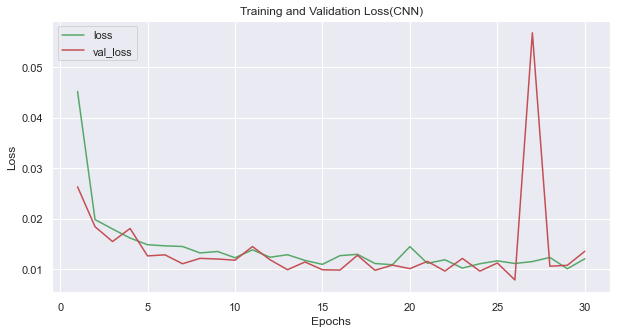 Training and Validation Loss(CNN)
loss
val_loss
0.05
0.04
0.03
0.02
0.01
Loss
0 5 10 15 20 25 30
Epochs